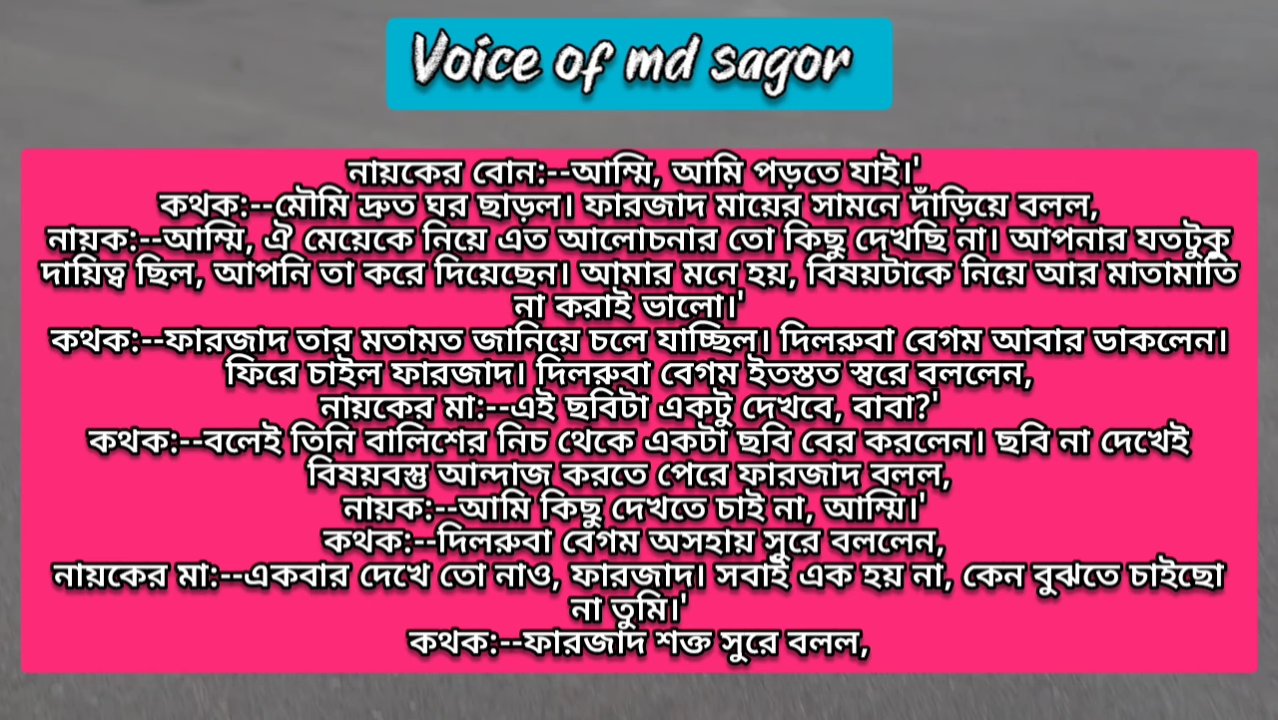 Voice of md sagor
নায়কের বোন:--আম্মি, আমি পড়তে যাই।'
কথক:--মৌমি দ্রুত ঘর ছাড়ল। ফারজাদ মায়ের সামনে দাঁড়িয়ে বলল,
নায়ক:--আম্মি, ঐ মেয়েকে নিয়ে এত আলোচনার তো কিছু দেখছি না। আপনার যতটুকু
দায়িত্ব ছিল, আপনি তা করে দিয়েছেন। আমার মনে হয়, বিষয়টাকে নিয়ে আর মাতামাতি
না করাই ভালো।'
কথক:--ফারজাদ তার মতামত জানিয়ে চলে যাচ্ছিল। দিলরুবা বেগম আবার ডাকলেন।
ফিরে চাইল ফারজাদ। দিলরুবা বেগম ইতস্তত স্বরে বললেন,
নায়কের মা:--এই ছবিটা একটু দেখবে, বাবা?'
কথক:--বলেই তিনি বালিশের নিচ থেকে একটা ছবি বের করলেন। ছবি না দেখেই
বিষয়বস্তু আন্দাজ করতে পেরে ফারজাদ বলল,
নায়ক:--আমি কিছু দেখতে চাই না, আম্মি।'
কথক:--দিলরুবা বেগম অসহায় সুরে বললেন,
নায়কের মা:--একবার দেখে তো নাও, ফারজাদ। সবাই এক হয় না, কেন বুঝতে চাইছো
না তুমি।'
কথক:--ফারজাদ শক্ত সুরে বলল,